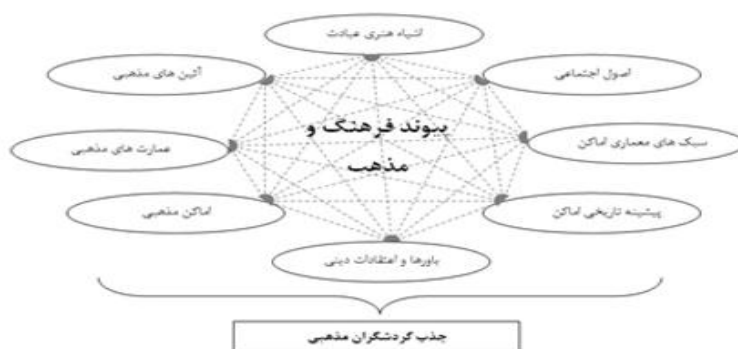 اشیاء هنری عبادت
آئین های مذهبی
اصول اجتماعی
پیوند فرهنگ و
مذهب
عمارت های مذهبی
سبک های معماری اماکن
اماکن مذهبی
پیشینه تاریخی اماکن
باورها و اعتقادات دینی
جذب گردشگران مذهبی